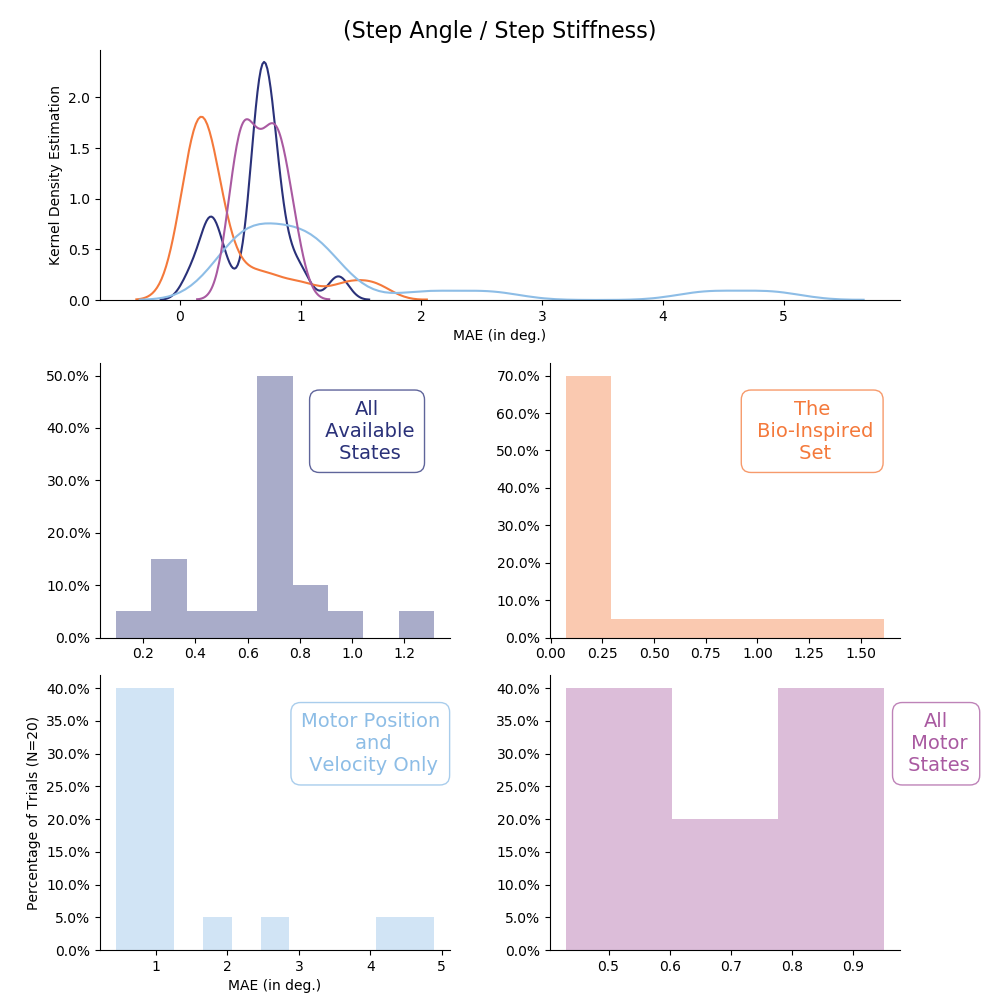 (Step Angle / Step Stiffness)
Kernel Density Estimation
2.0
1.5
1.0
0.5
0.0
0 1 2 3 4 5
MAE (in deg.)
50.0%
40.0%
30.0%
20.0%
10.0%
0.0%
0.2 0.4 0.6 0.8 1.0 1.2
All
Available
States
70.0%
60.0%
50.0%
40.0%
30.0%
20.0%
10.0%
0.0%
0.00 0.25 0.50 0.75 1.00 1.25 1.50
The
Bio-Inspired
Set
Percentage of Trials (N=20)
40.0%
35.0%
30.0%
25.0%
20.0%
15.0%
10.0%
5.0%
0.0%
1 2 3 4 5
MAE (in deg.)
Motor Position
and
Velocity Only
40.0%
35.0%
30.0%
25.0%
20.0%
15.0%
10.0%
5.0%
0.0%
0.5 0.6 0.7 0.8 0.9
All
Motor
States